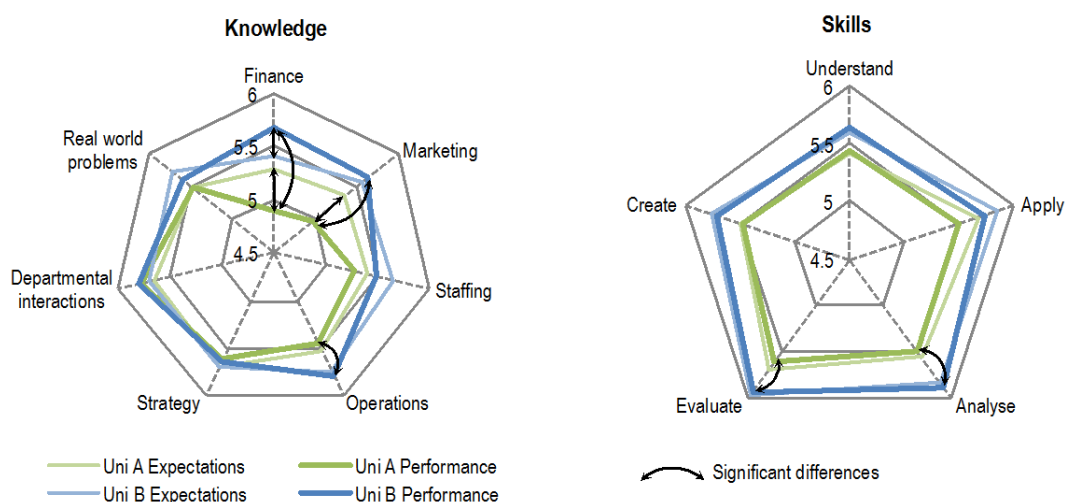 Knowledge
Finance
6
5.5
5
4.5
Marketing
Staffing
Operations
Strategy
Departmental
interactions
Real world
problems
Skills
Understand
6
5.5
5
4.5
Apply
Analyse
Evaluate
Create
Uni A Expectations
Uni A Performance
Uni B Expectations
Uni B Performance
Significant differences